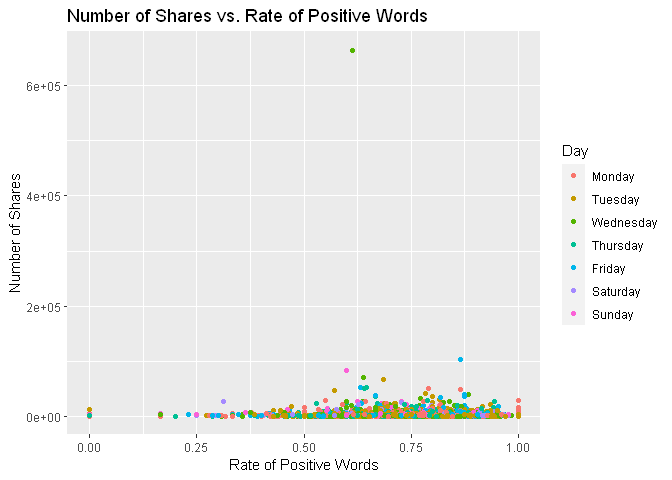 Number of Shares vs. Rate of Positive Words
Number of Shares
6e+05
4e+05
2e+05
0e+00
0.00
0.25
0.50
0.75
1.00
Rate of Positive Words
Day
Monday
Tuesday
Wednesday
Thursday
Friday
Saturday
Sunday